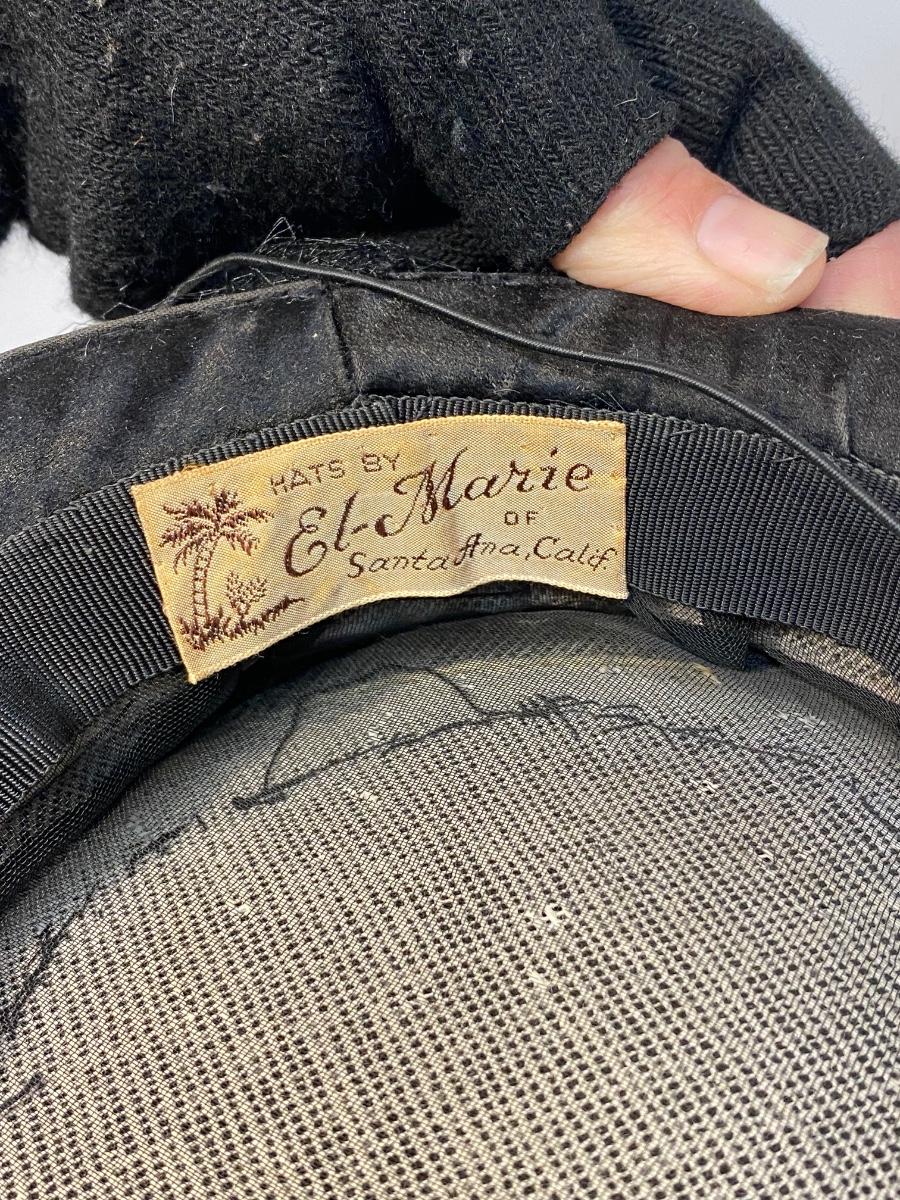 HATS BY
El-Marie
OF
Santa Ana, Calif.